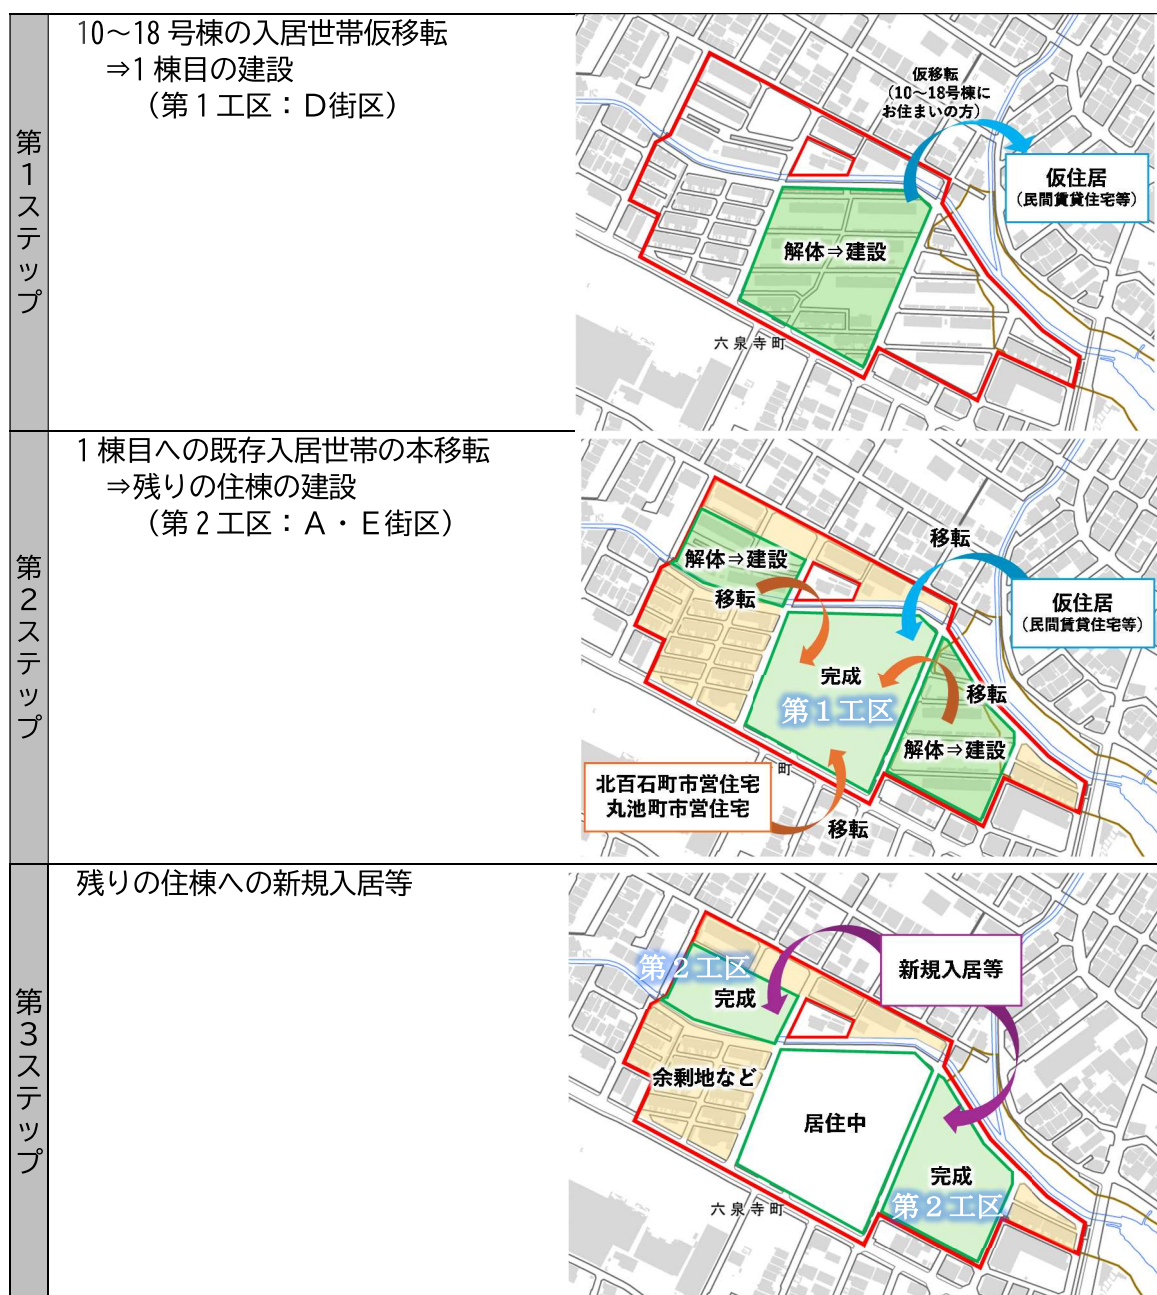 第1ステップ
10～18号棟の入居世帯仮移転
⇒1棟目の建設
（第1工区：D街区）
仮移転
（10～18号棟に
お住まいの方）
仮住居
（民間賃貸住宅等）
解体⇒建設
六泉寺町
第2ステップ
1棟目への既存入居世帯の本移転
⇒残りの住棟の建設
（第2工区：A・E街区）
移転
解体⇒建設
移転
仮住居
（民間賃貸住宅等）
完成
第1工区
移転
解体⇒建設
町
北百石町市営住宅
丸池町市営住宅
移転
第3ステップ
残りの住棟への新規入居等
新規入居等
第2工区
完成
余剰地など
居住中
完成
第2工区
六泉寺町